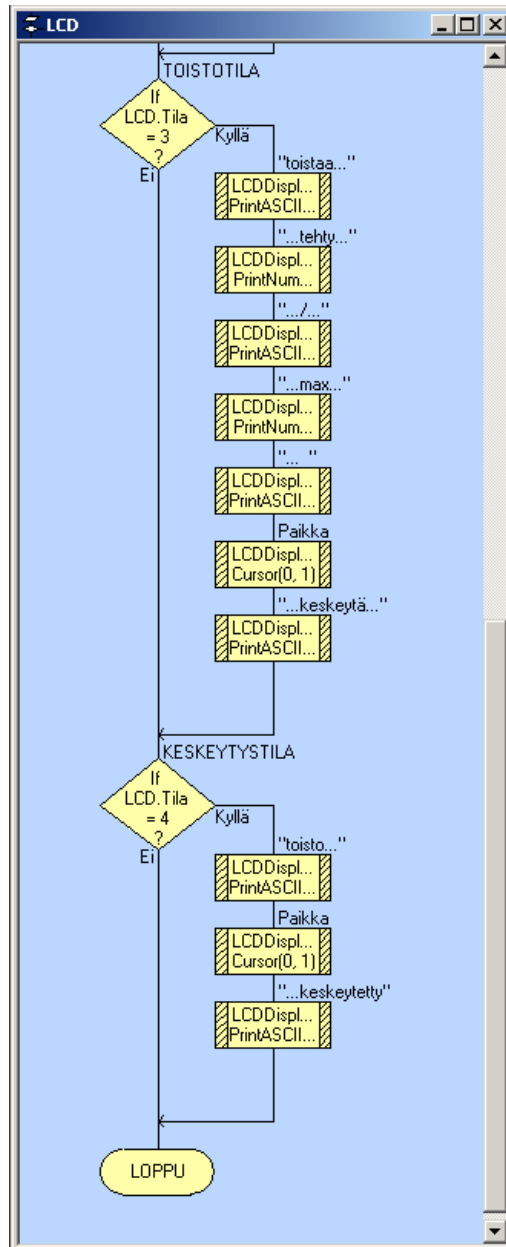 LCD
TOISTOTILA
If
LCD.Tila
= 3
?
Kyllä
Ei
"toistaa..."
LCDDispl...
PrintASCII...
"...tehty..."
LCDDispl...
PrintNum...
".../..."
LCDDispl...
PrintASCII...
"...max..."
LCDDispl...
PrintNum...
"... "
LCDDispl...
PrintASCII...
Paikka
LCDDispl...
Cursor(0, 1)
"...keskeytä..."
LCDDispl...
PrintASCII...
KESKEYTYSTILA
If
LCD.Tila
= 4
?
Kyllä
Ei
"toisto..."
LCDDispl...
PrintASCII...
Paikka
LCDDispl...
Cursor(0, 1)
"...keskeytetty"
LCDDispl...
PrintASCII...
LOPPU